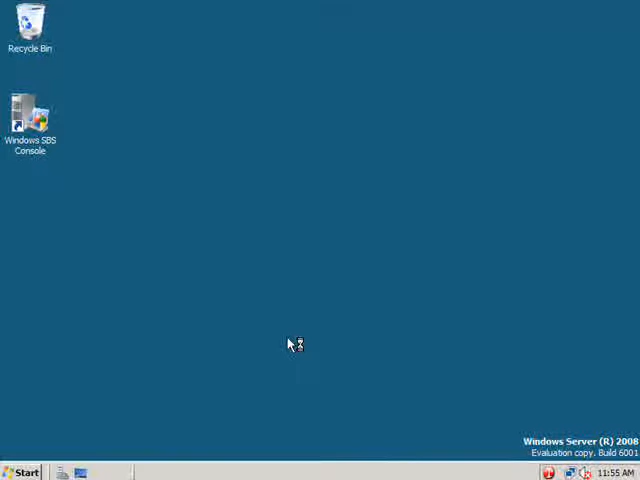 Recycle Bin
Windows SBS
Console
Windows Server (R) 2008
Evaluation copy. Build 6001
Start
11:55 AM